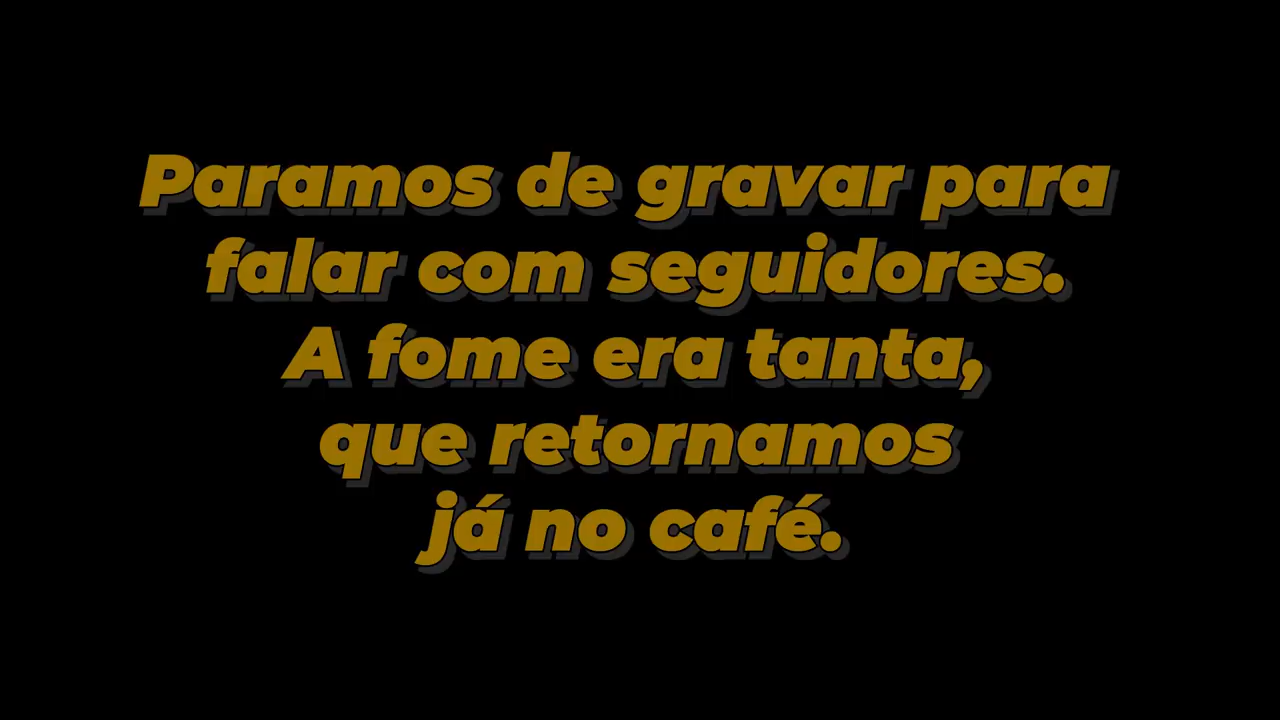 Paramos de gravar para
falar com seguidores.
A fome era tanta,
que retornamos
já no café.